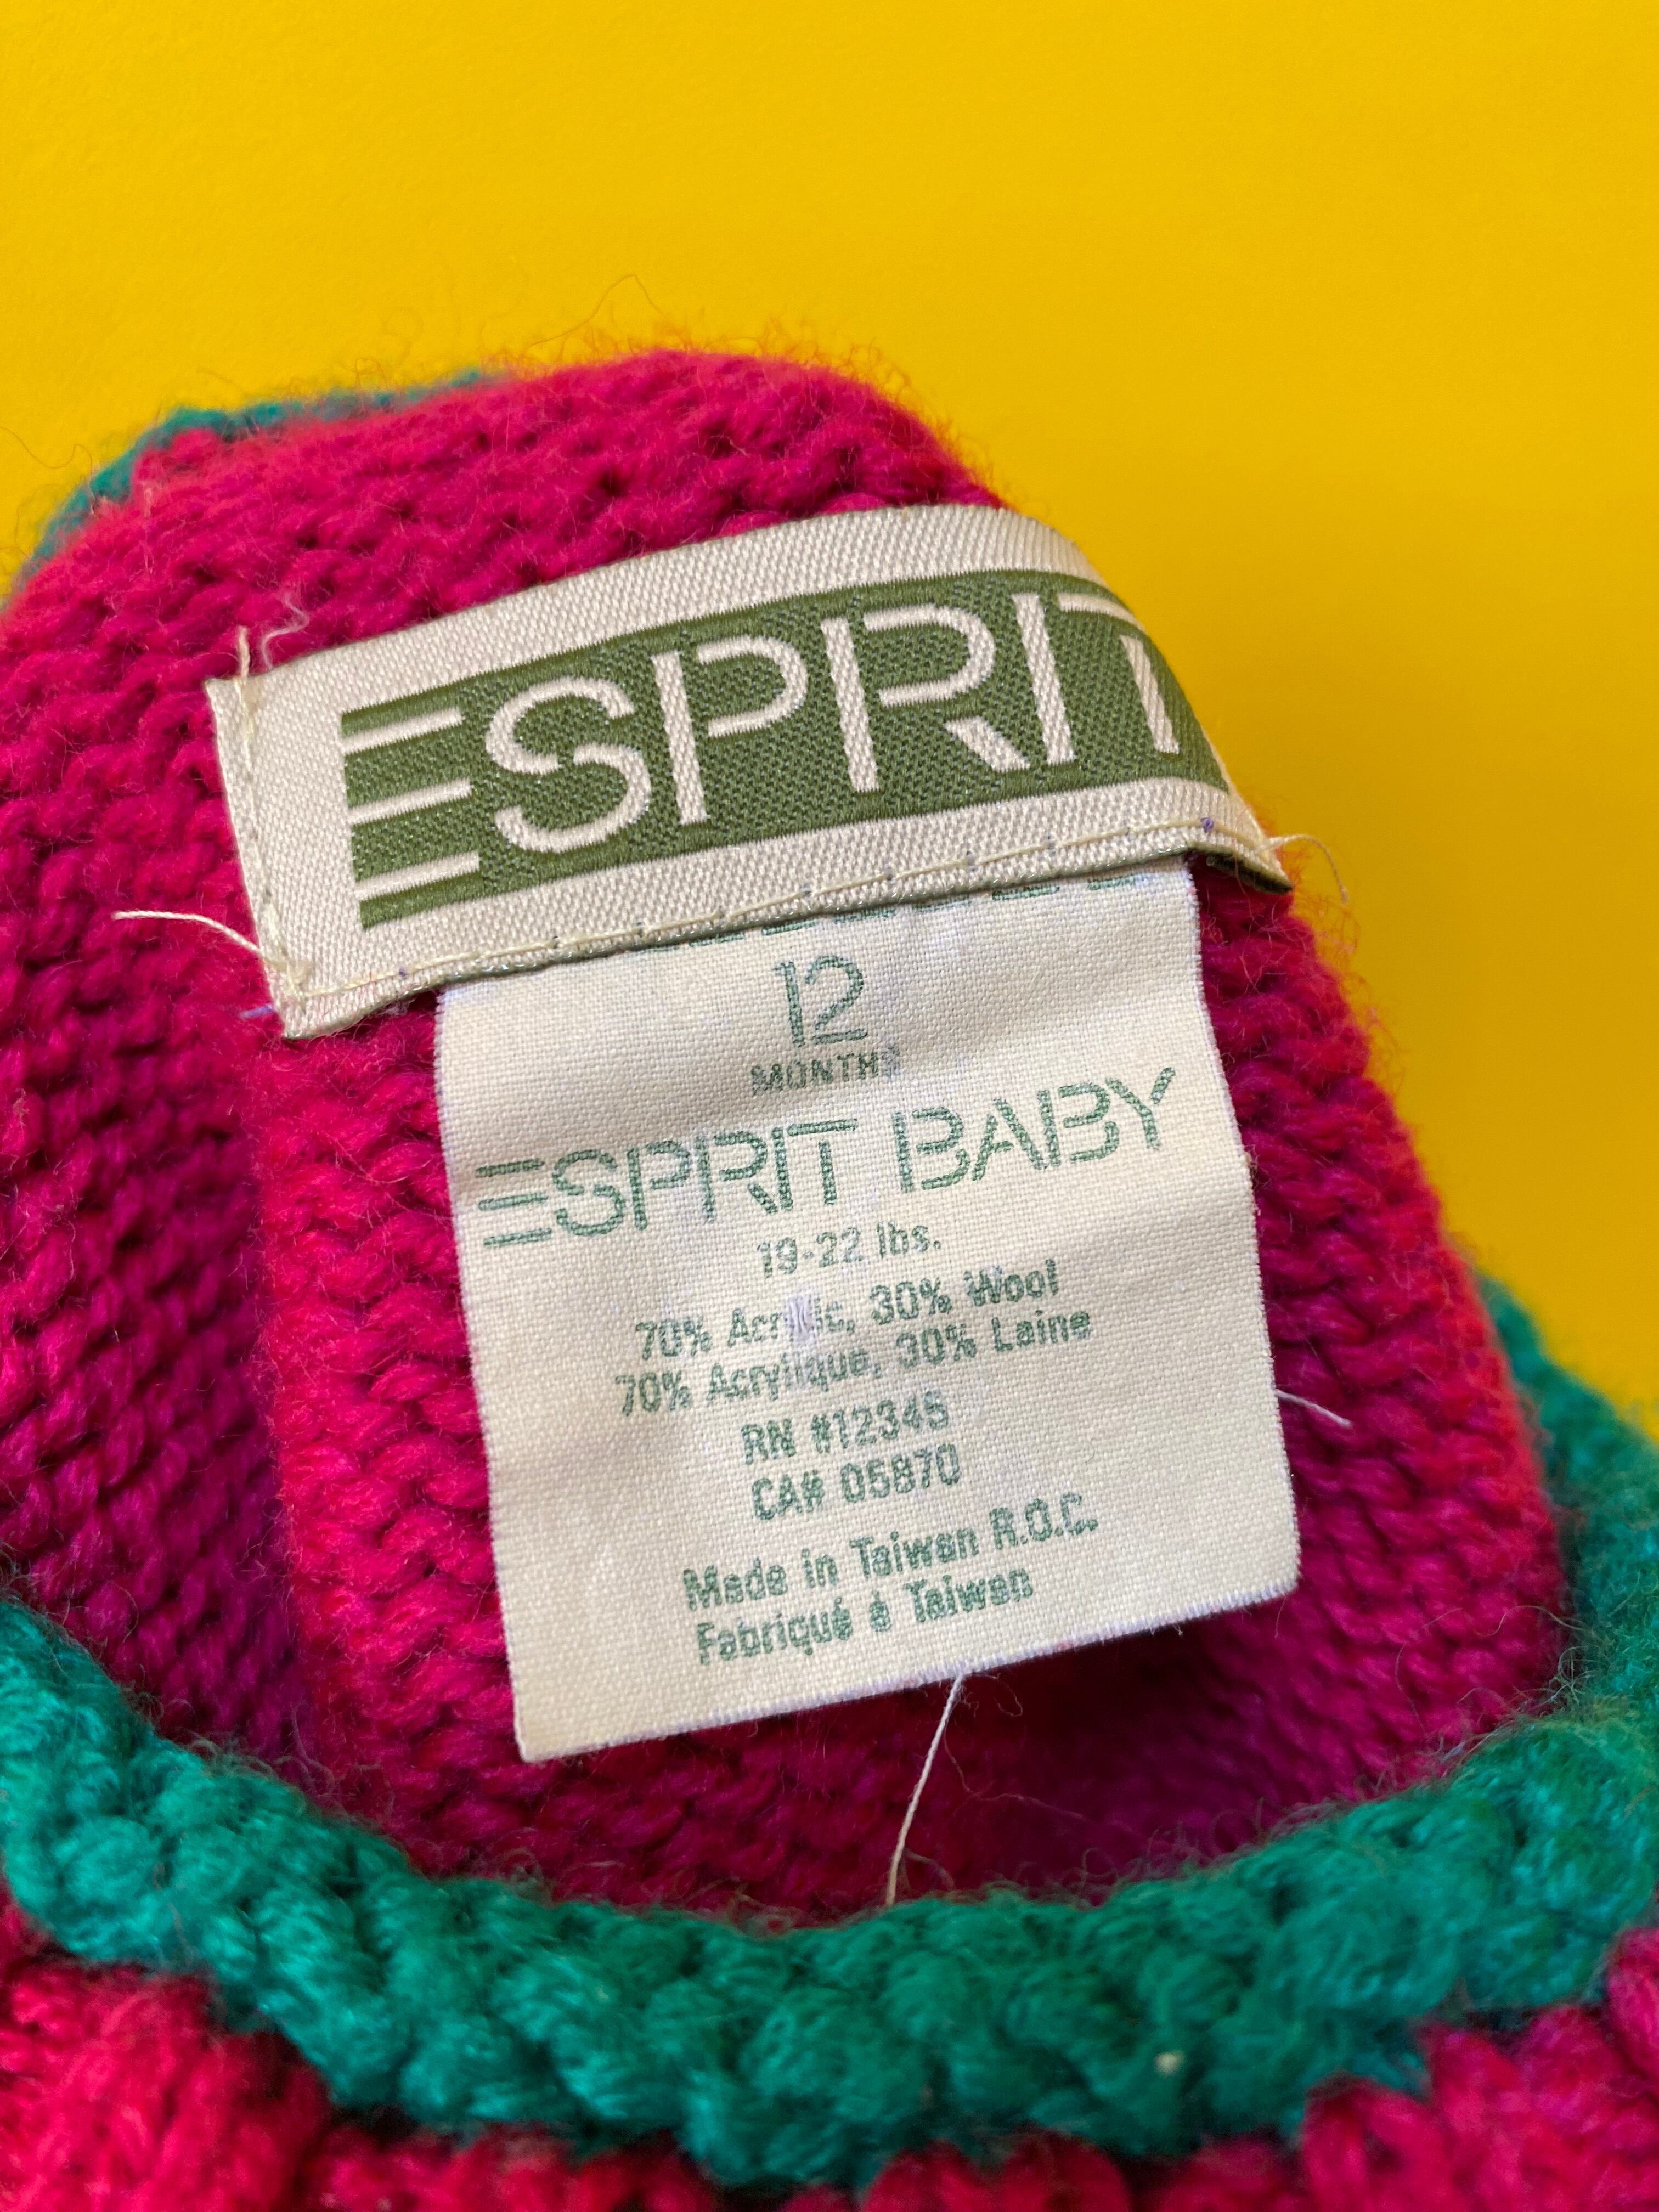 ESPRIT
12
MONTHS
ESPRIT BABY
19-22 lbs.
70% Acrylic, 30% Wool
70% Acrylique, 30% Laine
RN #12345
CA# 05870
Made in Taiwan R.O.C.
Fabriqué à Taiwan